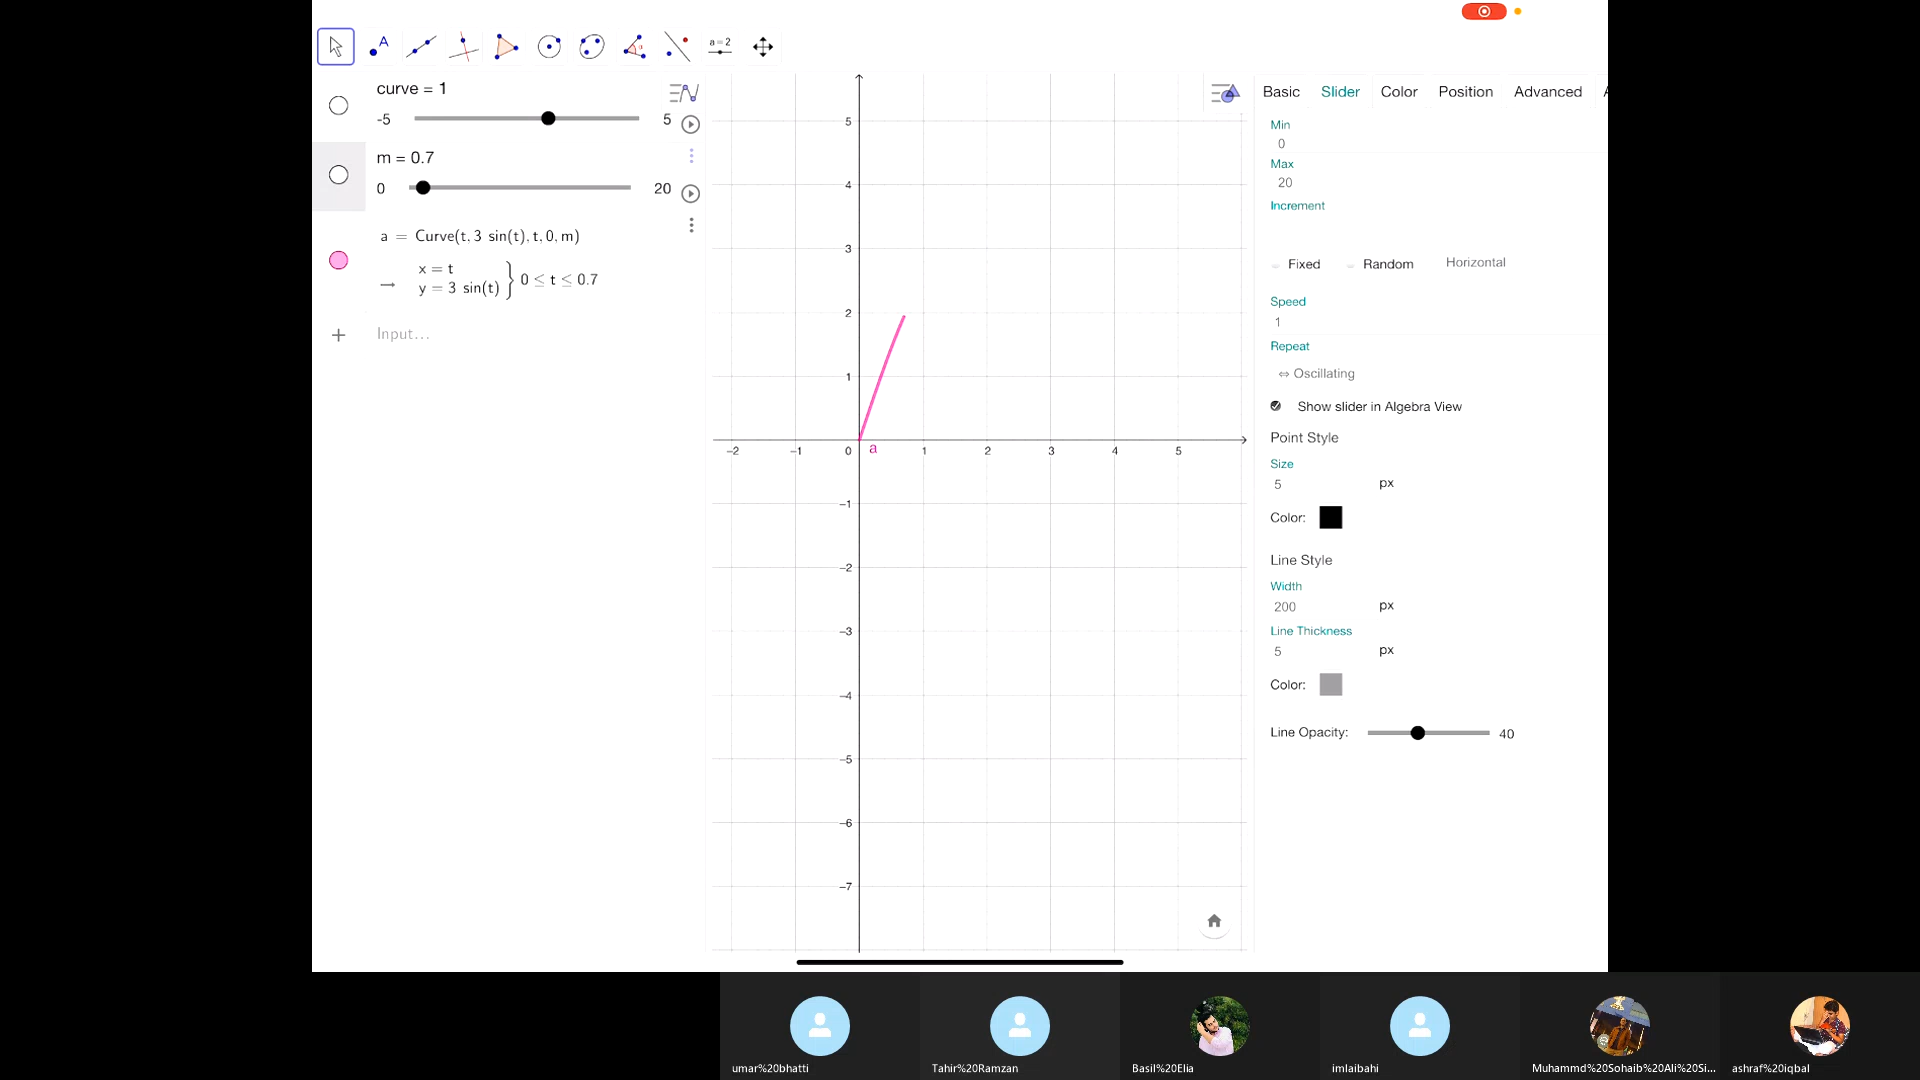 A
a = 2
curve = 1
-5
5
m = 0.7
0
20
a = Curve(t, 3 sin(t), t, 0, m)
→ x = t
y = 3 sin(t) } 0 ≤ t ≤ 0.7
+ Input...
5
4
3
2
1
-2 -1 0 1 2 3 4 5
a
-1
-2
-3
-4
-5
-6
-7
Basic Slider Color Position Advanced
Min
0
Max
20
Increment
Fixed Random Horizontal
Speed
1
Repeat
⇔ Oscillating
Show slider in Algebra View
Point Style
Size
5 px
Color:
Line Style
Width
200 px
Line Thickness
5 px
Color:
Line Opacity: 40
umar%20bhatti
Tahir%20Ramzan
Basil%20Elia
imlaibahi
Muhammd%20Sohaib%20Ali%20Si...
ashraf%20iqbal